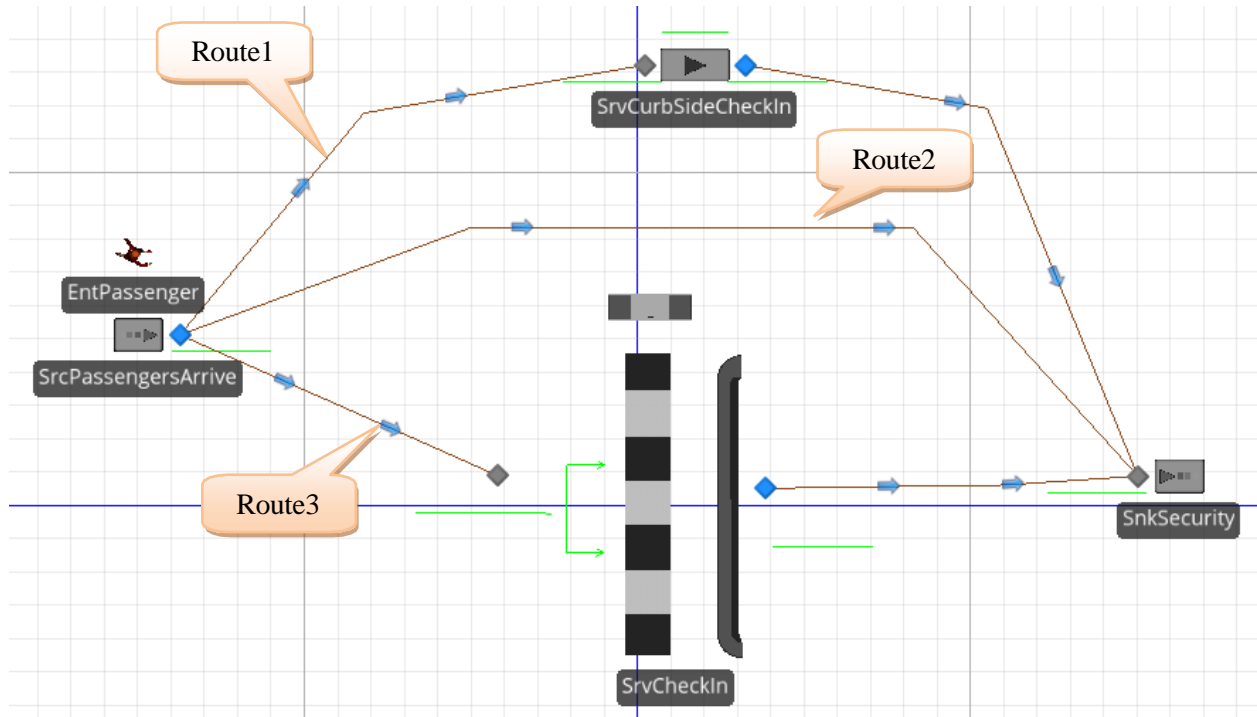 Route1
SrvCurbSideCheckIn
Route2
EntPassenger
SrcPassengersArrive
Route3
SnkSecurity
SrvCheckIn